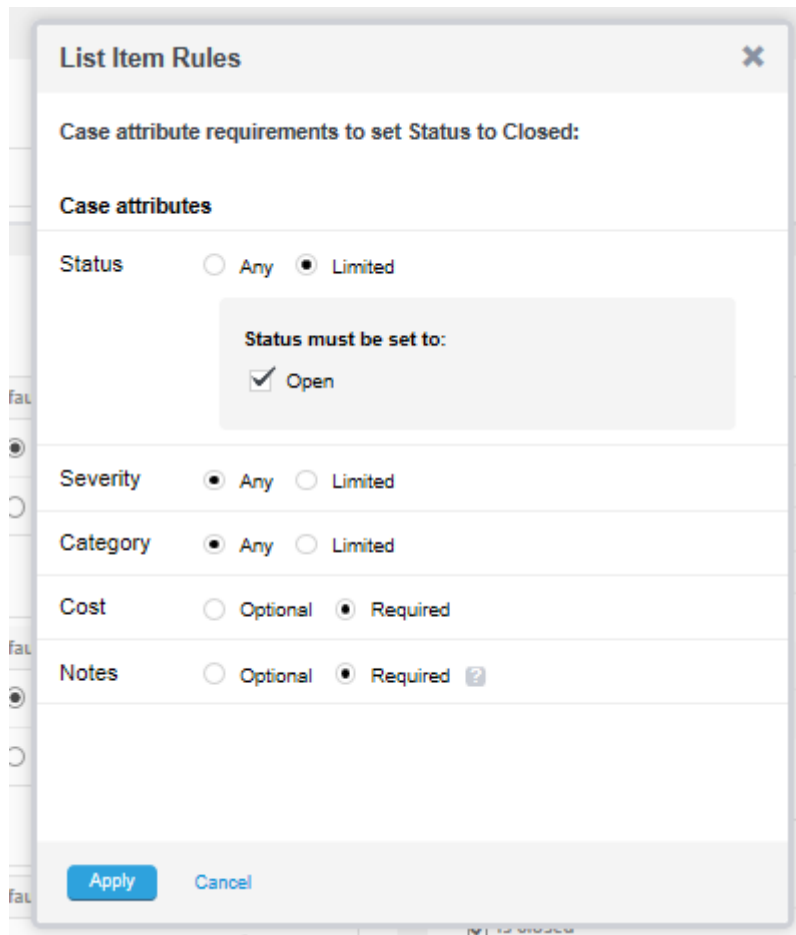 List Item Rules
Case attribute requirements to set Status to Closed:
Case attributes
Status Any Limited
Status must be set to:
Open
Severity Any Limited
Category Any Limited
Cost Optional Required
Notes Optional Required ?
Apply Cancel